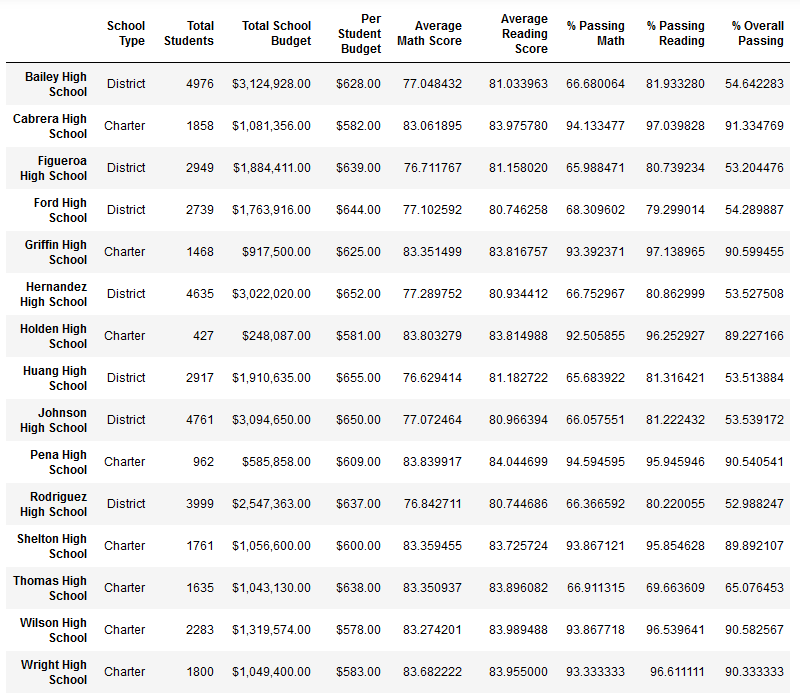 School Type Total Students Total School Budget Per Student Budget Average Math Score Average Reading Score % Passing Math % Passing Reading % Overall Passing
Bailey High School District 4976 $3,124,928.00 $628.00 77.048432 81.033963 66.680064 81.933280 54.642283
Cabrera High School Charter 1858 $1,081,356.00 $582.00 83.061895 83.975780 94.133477 97.039828 91.334769
Figueroa High School District 2949 $1,884,411.00 $639.00 76.711767 81.158020 65.988471 80.739234 53.204476
Ford High School District 2739 $1,763,916.00 $644.00 77.102592 80.746258 68.309602 79.299014 54.289887
Griffin High School Charter 1468 $917,500.00 $625.00 83.351499 83.816757 93.392371 97.138965 90.599455
Hernandez High School District 4635 $3,022,020.00 $652.00 77.289752 80.934412 66.752967 80.862999 53.527508
Holden High School Charter 427 $248,087.00 $581.00 83.803279 83.814988 92.505855 96.252927 89.227166
Huang High School District 2917 $1,910,635.00 $655.00 76.629414 81.182722 65.683922 81.316421 53.513884
Johnson High School District 4761 $3,094,650.00 $650.00 77.072464 80.966394 66.057551 81.222432 53.539172
Pena High School Charter 962 $585,858.00 $609.00 83.839917 84.044699 94.594595 95.945946 90.540541
Rodriguez High School District 3999 $2,547,363.00 $637.00 76.842711 80.744686 66.366592 80.220055 52.988247
Shelton High School Charter 1761 $1,056,600.00 $600.00 83.359455 83.725724 93.867121 95.854628 89.892107
Thomas High School Charter 1635 $1,043,130.00 $638.00 83.350937 83.896082 66.911315 69.663609 65.076453
Wilson High School Charter 2283 $1,319,574.00 $578.00 83.274201 83.989488 93.867718 96.539641 90.582567
Wright High School Charter 1800 $1,049,400.00 $583.00 83.682222 83.955000 93.333333 96.611111 90.333333